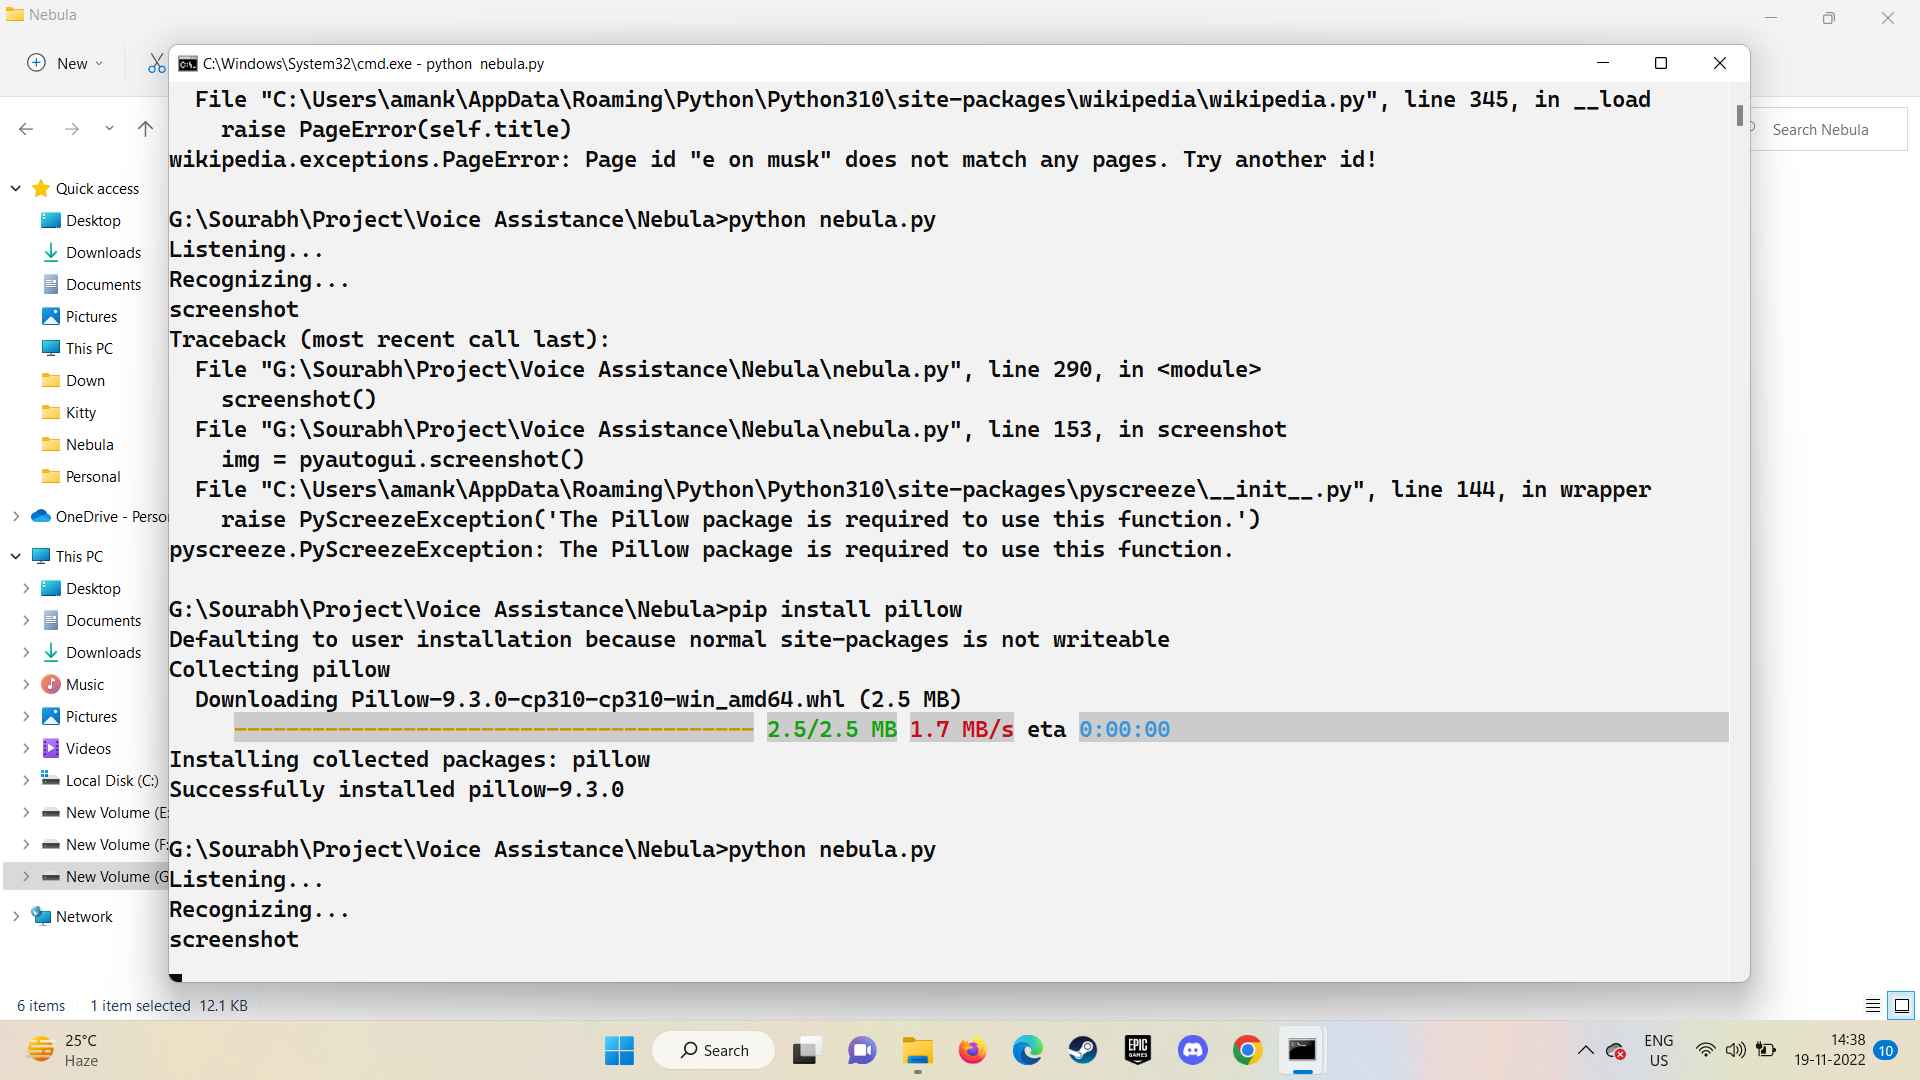 Nebula
New
C:\Windows\System32\cmd.exe - python  nebula.py
Search Nebula
Quick access
Desktop
Downloads
Documents
Pictures
This PC
Down
Kitty
Nebula
Personal
OneDrive - Perso
This PC
Desktop
Documents
Downloads
Music
Pictures
Videos
Local Disk (C:)
New Volume (E:
New Volume (F:
New Volume (G
Network
File "C:\Users\amank\AppData\Roaming\Python\Python310\site-packages\wikipedia\wikipedia.py", line 345, in __load
raise PageError(self.title)
wikipedia.exceptions.PageError: Page id "e on musk" does not match any pages. Try another id!
G:\Sourabh\Project\Voice Assistance\Nebula>python nebula.py
Listening...
Recognizing...
screenshot
Traceback (most recent call last):
File "G:\Sourabh\Project\Voice Assistance\Nebula\nebula.py", line 290, in <module>
screenshot()
File "G:\Sourabh\Project\Voice Assistance\Nebula\nebula.py", line 153, in screenshot
img = pyautogui.screenshot()
File "C:\Users\amank\AppData\Roaming\Python\Python310\site-packages\pyscreeze\__init__.py", line 144, in wrapper
raise PyScreezeException('The Pillow package is required to use this function.')
pyscreeze.PyScreezeException: The Pillow package is required to use this function.
G:\Sourabh\Project\Voice Assistance\Nebula>pip install pillow
Defaulting to user installation because normal site-packages is not writeable
Collecting pillow
Downloading Pillow-9.3.0-cp310-cp310-win_amd64.whl (2.5 MB)
---------------------------------------- 2.5/2.5 MB 1.7 MB/s eta 0:00:00
Installing collected packages: pillow
Successfully installed pillow-9.3.0
G:\Sourabh\Project\Voice Assistance\Nebula>python nebula.py
Listening...
Recognizing...
screenshot
6 items 1 item selected 12.1 KB
25°C
Haze
Search
EPIC
GAMES
ENG
US
14:38
19-11-2022
10